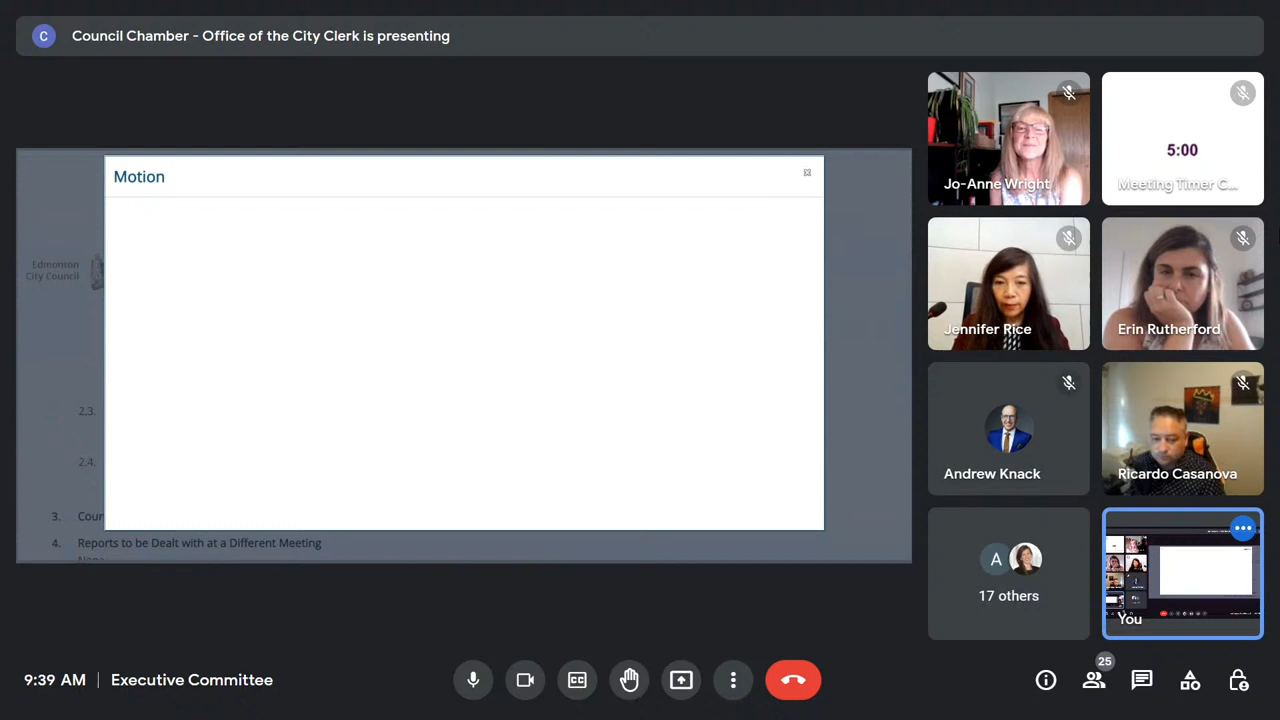 C
Council Chamber - Office of the City Clerk is presenting
Motion
Edmonton
City Council
2.3.
2.4.
3. Coun
4. Reports to be Dealt with at a Different Meeting
Jo-Anne Wright
5:00
Meeting Timer C...
Jennifer Rice
Erin Rutherford
Andrew Knack
Ricardo Casanova
A
17 others
You
9:39 AM | Executive Committee
25